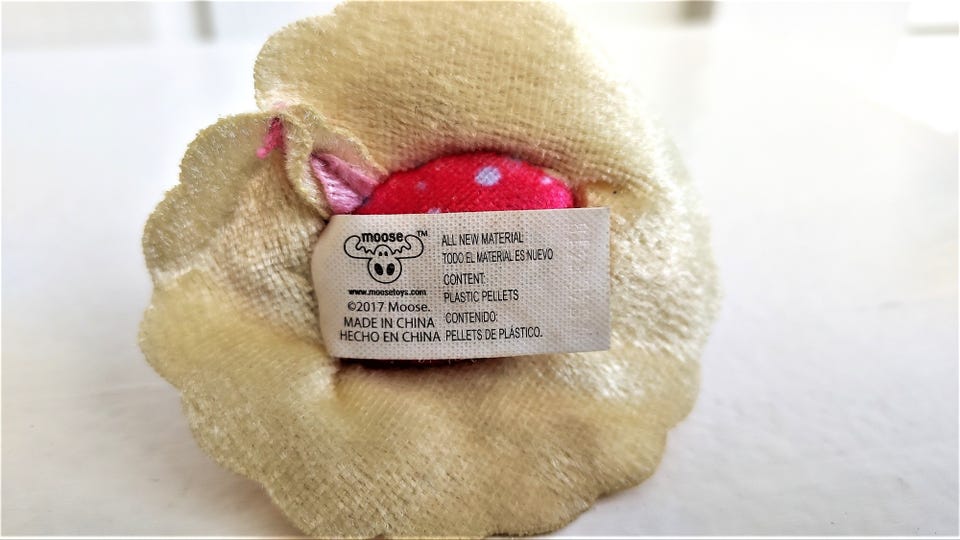 moose™
www.moosetoys.com
©2017 Moose.
MADE IN CHINA
HECHO EN CHINA
ALL NEW MATERIAL
TODO EL MATERIAL ES NUEVO
CONTENT:
PLASTIC PELLETS
CONTENIDO:
PELLETS DE PLÁSTICO.